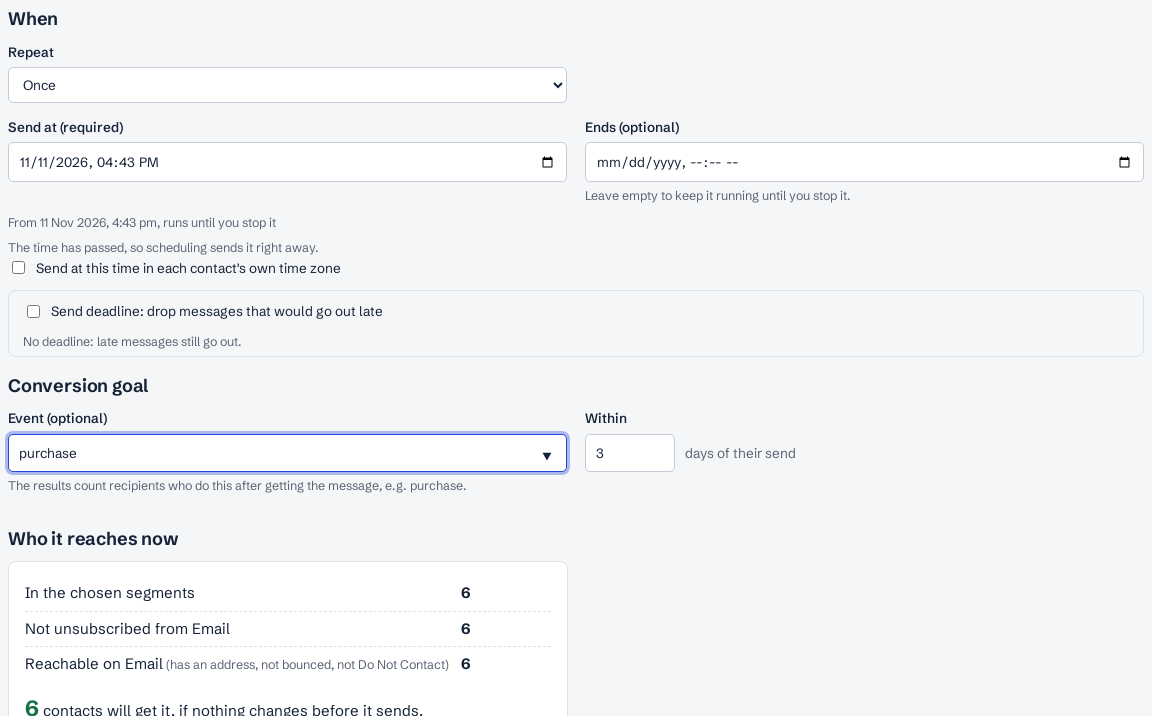 When
Repeat
Once
Send at (required)
Ends (optional)
11/11/2026, 04:43 PM
mm/dd/yyyy, --:-- --
Leave empty to keep it running until you stop it.
From 11 Nov 2026, 4:43 pm, runs until you stop it
The time has passed, so scheduling sends it right away.
Send at this time in each contact's own time zone
Send deadline: drop messages that would go out late
No deadline: late messages still go out.
Conversion goal
Event (optional)
Within
purchase
3 days of their send
The results count recipients who do this after getting the message, e.g. purchase.
Who it reaches now
In the chosen segments 6
Not unsubscribed from Email 6
Reachable on Email (has an address, not bounced, not Do Not Contact) 6
6 contacts will get it, if nothing changes before it sends.